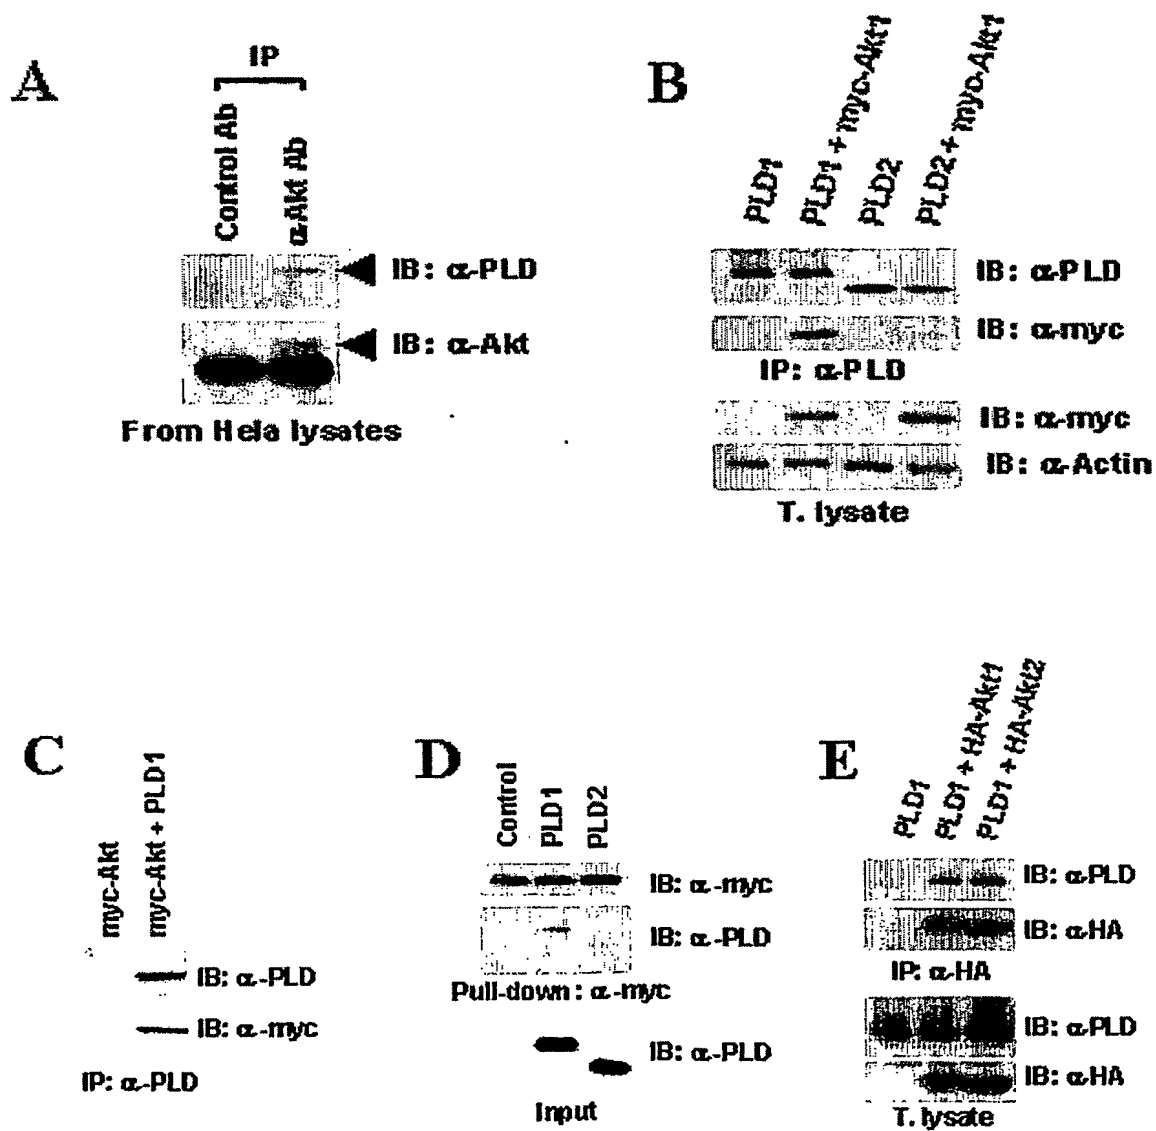 A
IP
Control Ab
α-Akt Ab
IB: α-PLD
IB: α-Akt
From Hela lysates
B
PLD1
PLD1 + myc-Akt1
PLD2
PLD2 + myc-Akt1
IB: α-PLD
IB: α-myc
IP: α-PLD
IB: α-myc
IB: α-Actin
T. lysate
C
myc-Akt
myc-Akt + PLD1
IB: α-PLD
IB: α-myc
IP: α-PLD
D
Control
PLD1
PLD2
IB: α-myc
IB: α-PLD
Pull-down: α-myc
IB: α-PLD
Input
E
PLD1
PLD1 + HA-Akt1
PLD1 + HA-Akt2
IB: α-PLD
IB: α-HA
IP: α-HA
IB: α-PLD
IB: α-HA
T. lysate